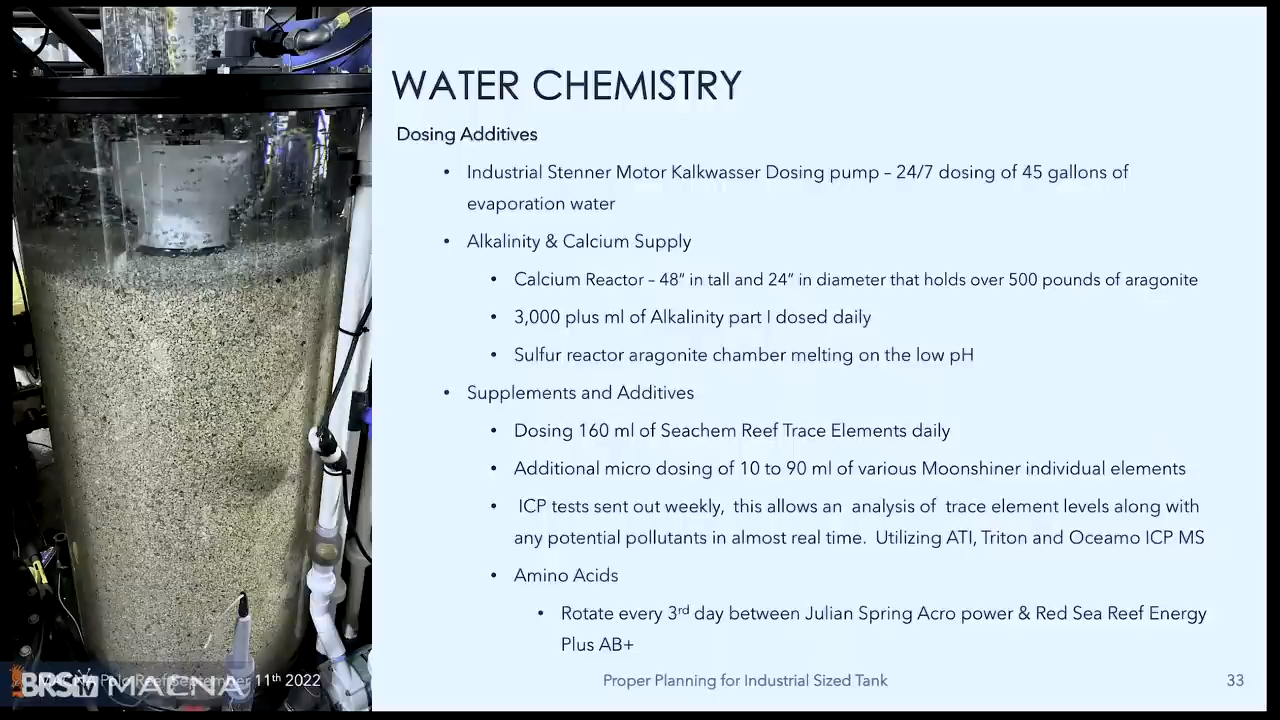 WATER CHEMISTRY
Dosing Additives
• Industrial Stenner Motor Kalkwasser Dosing pump – 24/7 dosing of 45 gallons of
evaporation water
• Alkalinity & Calcium Supply
• Calcium Reactor – 48” in tall and 24” in diameter that holds over 500 pounds of aragonite
• 3,000 plus ml of Alkalinity part I dosed daily
• Sulfur reactor aragonite chamber melting on the low pH
• Supplements and Additives
• Dosing 160 ml of Seachem Reef Trace Elements daily
• Additional micro dosing of 10 to 90 ml of various Moonshiner individual elements
• ICP tests sent out weekly, this allows an analysis of trace element levels along with
any potential pollutants in almost real time. Utilizing ATI, Triton and Oceamo ICP MS
• Amino Acids
• Rotate every 3rd day between Julian Spring Acro power & Red Sea Reef Energy
Plus AB+
MACNA Polo Reef September 11th 2022
BRStv MACNA
Proper Planning for Industrial Sized Tank
33